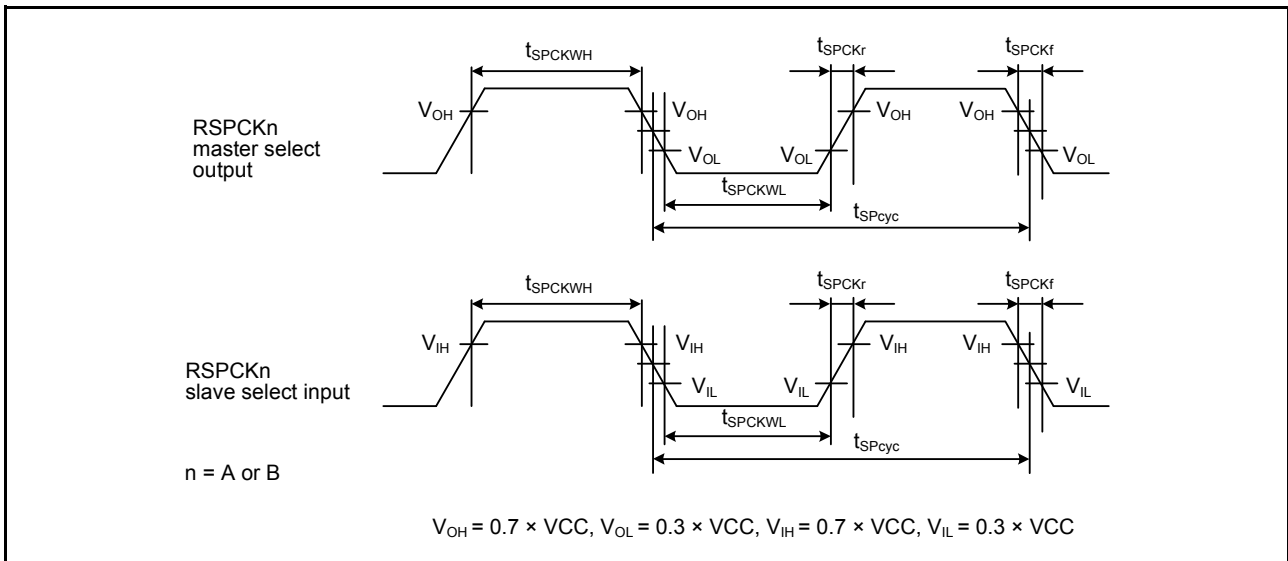 tSPCKWH
tSPCKr
tSPCKf
VOH
VOH
VOH
VOH
RSPCKn
master select
output
VOL
VOL
VOL
tSPCKWL
tSPcyc
tSPCKWH
tSPCKr
tSPCKf
VIH
VIH
VIH
VIH
RSPCKn
slave select input
VIL
VIL
VIL
tSPCKWL
tSPcyc
n = A or B
VOH = 0.7 × VCC, VOL = 0.3 × VCC, VIH = 0.7 × VCC, VIL = 0.3 × VCC